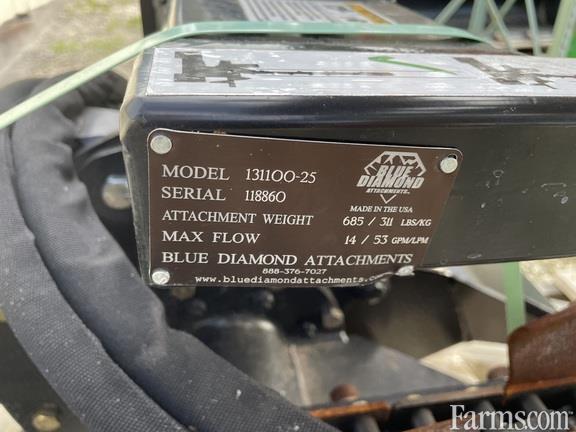 BLUE
DIAMOND
ATTACHMENTS
MODEL 131100-25
SERIAL 118860
MADE IN THE USA
ATTACHMENT WEIGHT 685 / 311 LBS/KG
MAX FLOW 14 / 53 GPM/LPM
BLUE DIAMOND ATTACHMENTS
888-376-7027
www.bluediamondattachments.c
Farms.com